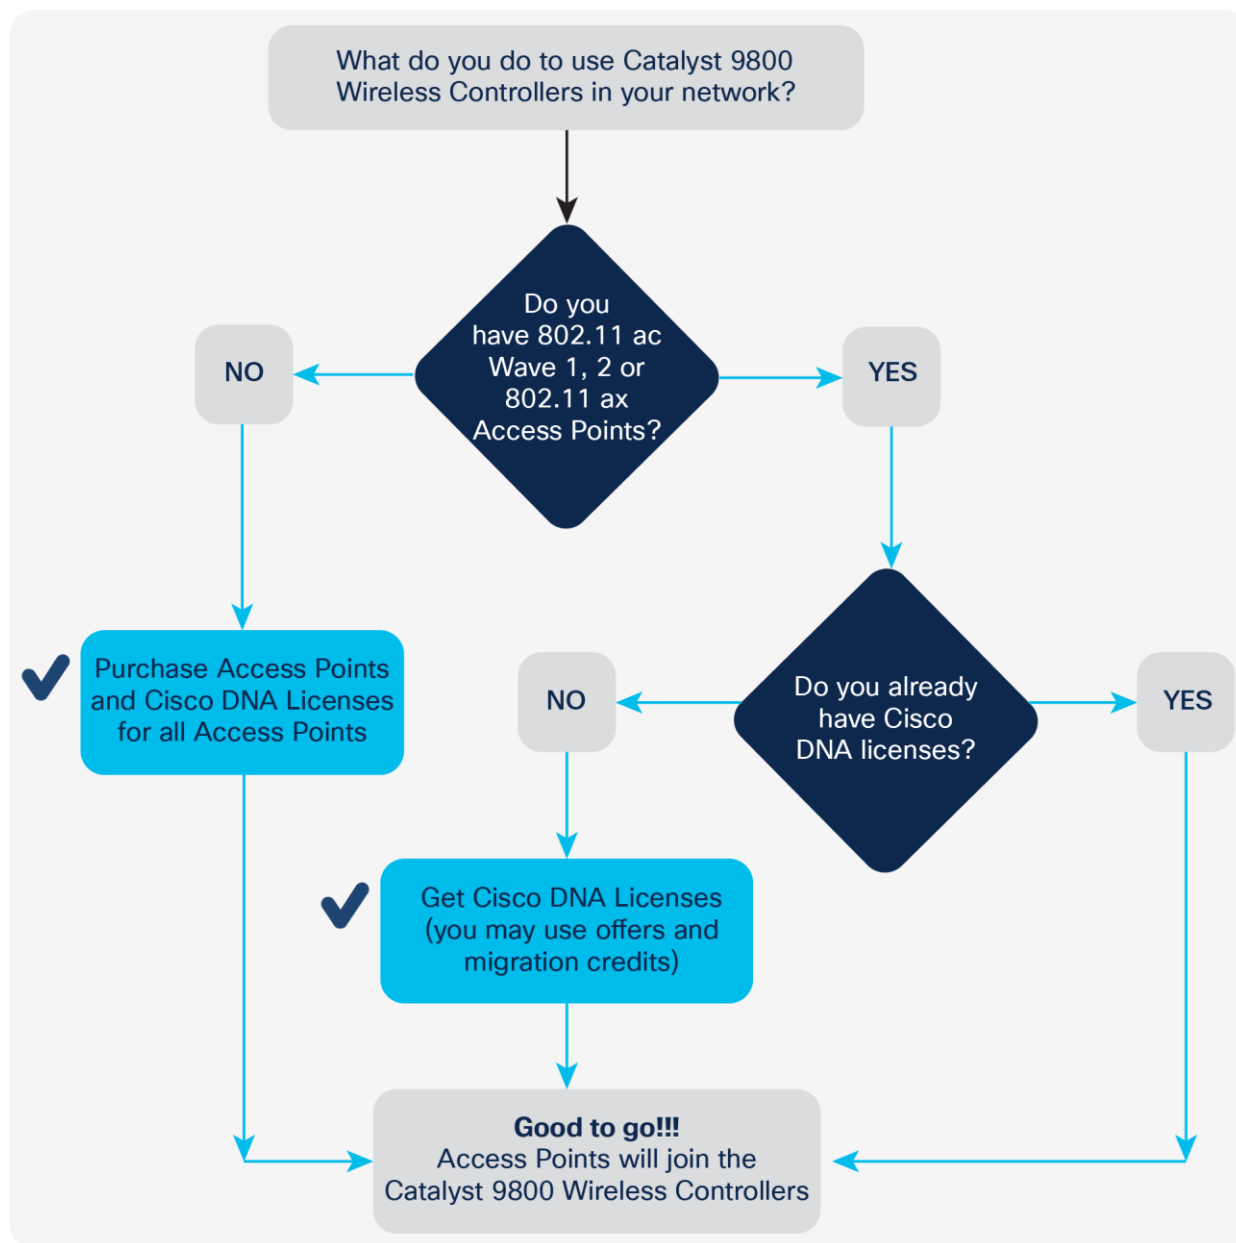 What do you do to use Catalyst 9800
Wireless Controllers in your network?
Do you
have 802.11 ac
Wave 1, 2 or
802.11 ax
Access Points?
NO
YES
Purchase Access Points
and Cisco DNA Licenses
for all Access Points
Do you already
have Cisco
DNA licenses?
NO
YES
Get Cisco DNA Licenses
(you may use offers and
migration credits)
Good to go!!!
Access Points will join the
Catalyst 9800 Wireless Controllers